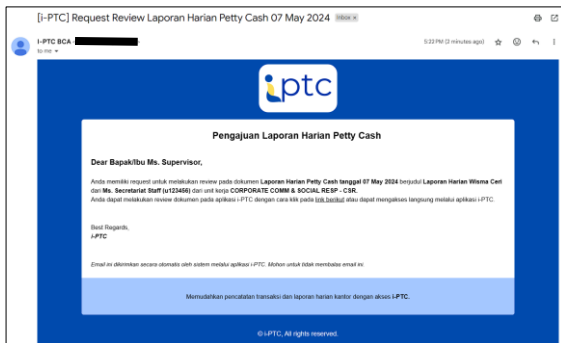 [i-PTC] Request Review Laporan Harian Petty Cash 07 May 2024 Inbox x
I-PTC BCA
5:22 PM (3 minutes ago)
to me
iptc
Pengajuan Laporan Harian Petty Cash
Dear Bapak/Ibu Ms. Supervisor,
Anda memiliki request untuk melakukan review pada dokumen Laporan Harian Petty Cash tanggal 07 May 2024 berjudul Laporan Harian Wisma Ceri
dari Ms. Secretariat Staff (u123456) dari unit kerja CORPORATE COMM & SOCIAL RESP - CSR.
Anda dapat melakukan review dokumen pada aplikasi i-PTC dengan cara klik pada link berikut atau dapat mengakses langsung melalui aplikasi i-PTC.
Best Regards,
i-PTC
Email ini dikirimkan secara otomatis oleh sistem melalui aplikasi i-PTC. Mohon untuk tidak membalas email ini.
Memudahkan pencatatan transaksi dan laporan harian kantor dengan akses i-PTC.
© i-PTC, All rights reserved.